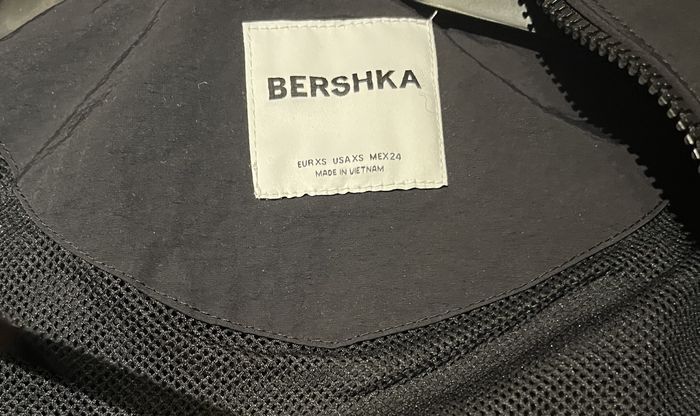 BERSHKA
EUR XS USA XS MEX 24
MADE IN VIETNAM